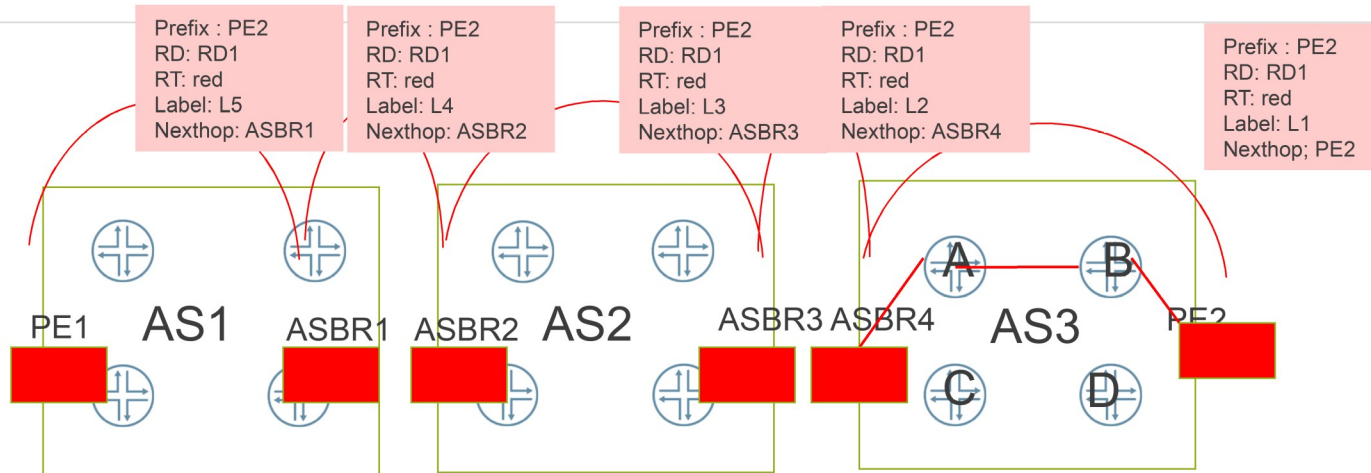 Prefix : PE2
RD: RD1
RT: red
Label: L5
Nexthop: ASBR1
Prefix : PE2
RD: RD1
RT: red
Label: L4
Nexthop: ASBR2
Prefix : PE2
RD: RD1
RT: red
Label: L3
Nexthop: ASBR3
Prefix : PE2
RD: RD1
RT: red
Label: L2
Nexthop: ASBR4
Prefix : PE2
RD: RD1
RT: red
Label: L1
Nexthop; PE2
PE1
AS1
ASBR1
ASBR2
AS2
ASBR3
ASBR4
A
B
AS3
PE2
C
D